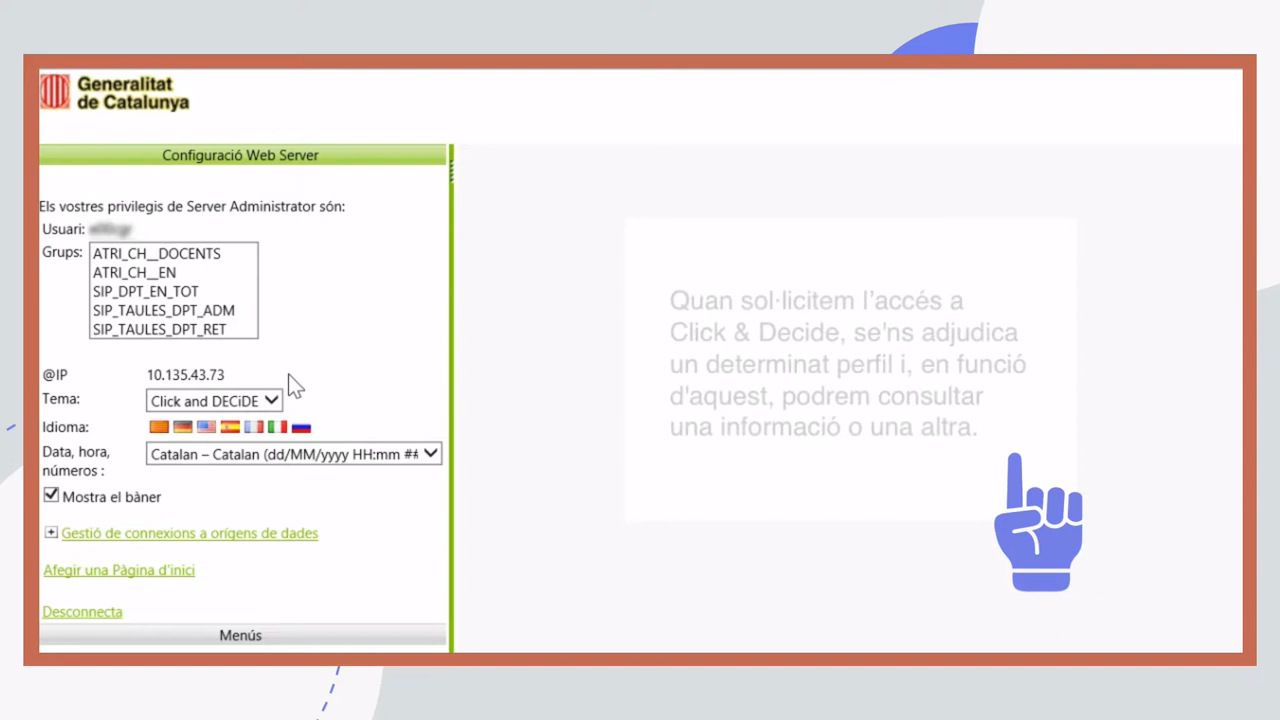 Generalitat
de Catalunya
Configuració Web Server
Els vostres privilegis de Server Administrator són:
Usuari:
Grups:
ATRI_CH__DOCENTS
ATRI_CH__EN
SIP_DPT_EN_TOT
SIP_TAULES_DPT_ADM
SIP_TAULES_DPT_RET
@IP 10.135.43.73
Tema: Click and DECiDE
Idioma:
Data, hora,
números :
Catalan – Catalan (dd/MM/yyyy HH:mm ##
Mostra el bàner
Gestió de connexions a orígens de dades
Afegir una Pàgina d'inici
Desconnecta
Menús
Quan sol·licitem l’accés a
Click & Decide, se'ns adjudica
un determinat perfil i, en funció
d'aquest, podrem consultar
una informació o una altra.